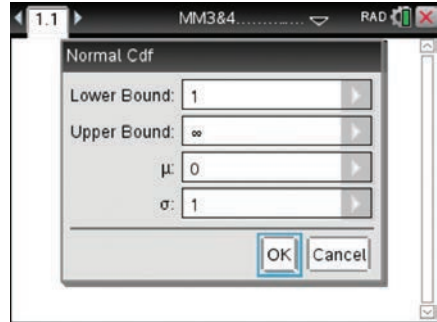 1.1 MM3&4............ RAD
Normal Cdf
Lower Bound: 1
Upper Bound: ∞
μ: 0
σ: 1
OK Cancel